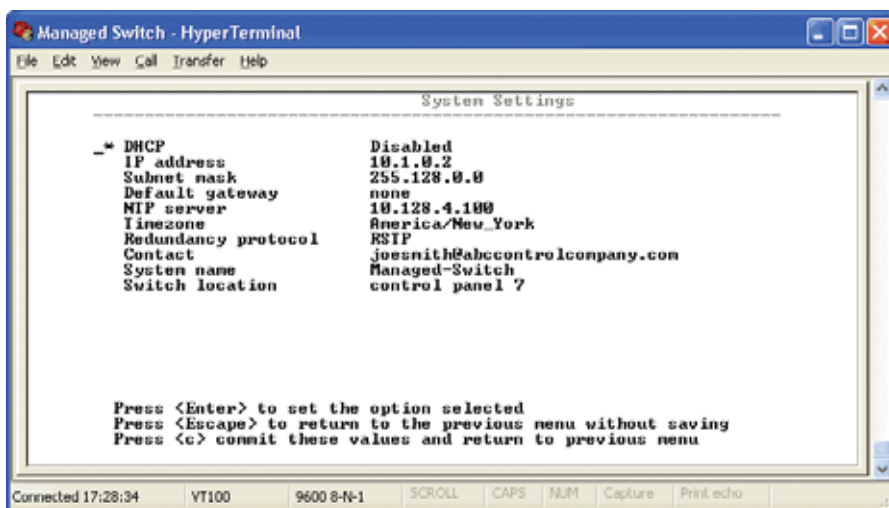 Managed Switch - HyperTerminal
File Edit View Call Transfer Help
System Settings
_* DHCP Disabled
IP address 10.1.0.2
Subnet mask 255.128.0.0
Default gateway none
NTP server 10.128.4.100
Timezone America/New_York
Redundancy protocol RSTP
Contact joesmith@abccontrolcompany.com
System name Managed-Switch
Switch location control panel 7
Press <Enter> to set the option selected
Press <Escape> to return to the previous menu without saving
Press <c> commit these values and return to previous menu
Connected 17:28:34 VT100 9600 8-N-1 SCROLL CAPS NUM Capture Print echo